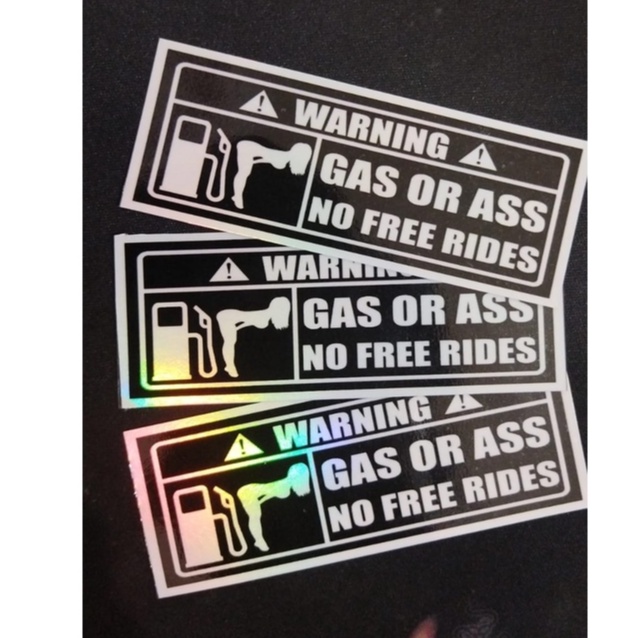 WARNING
GAS OR ASS
NO FREE RIDES
WARNIN
GAS OR ASS
NO FREE RIDES
WARNING
GAS OR ASS
NO FREE RIDES